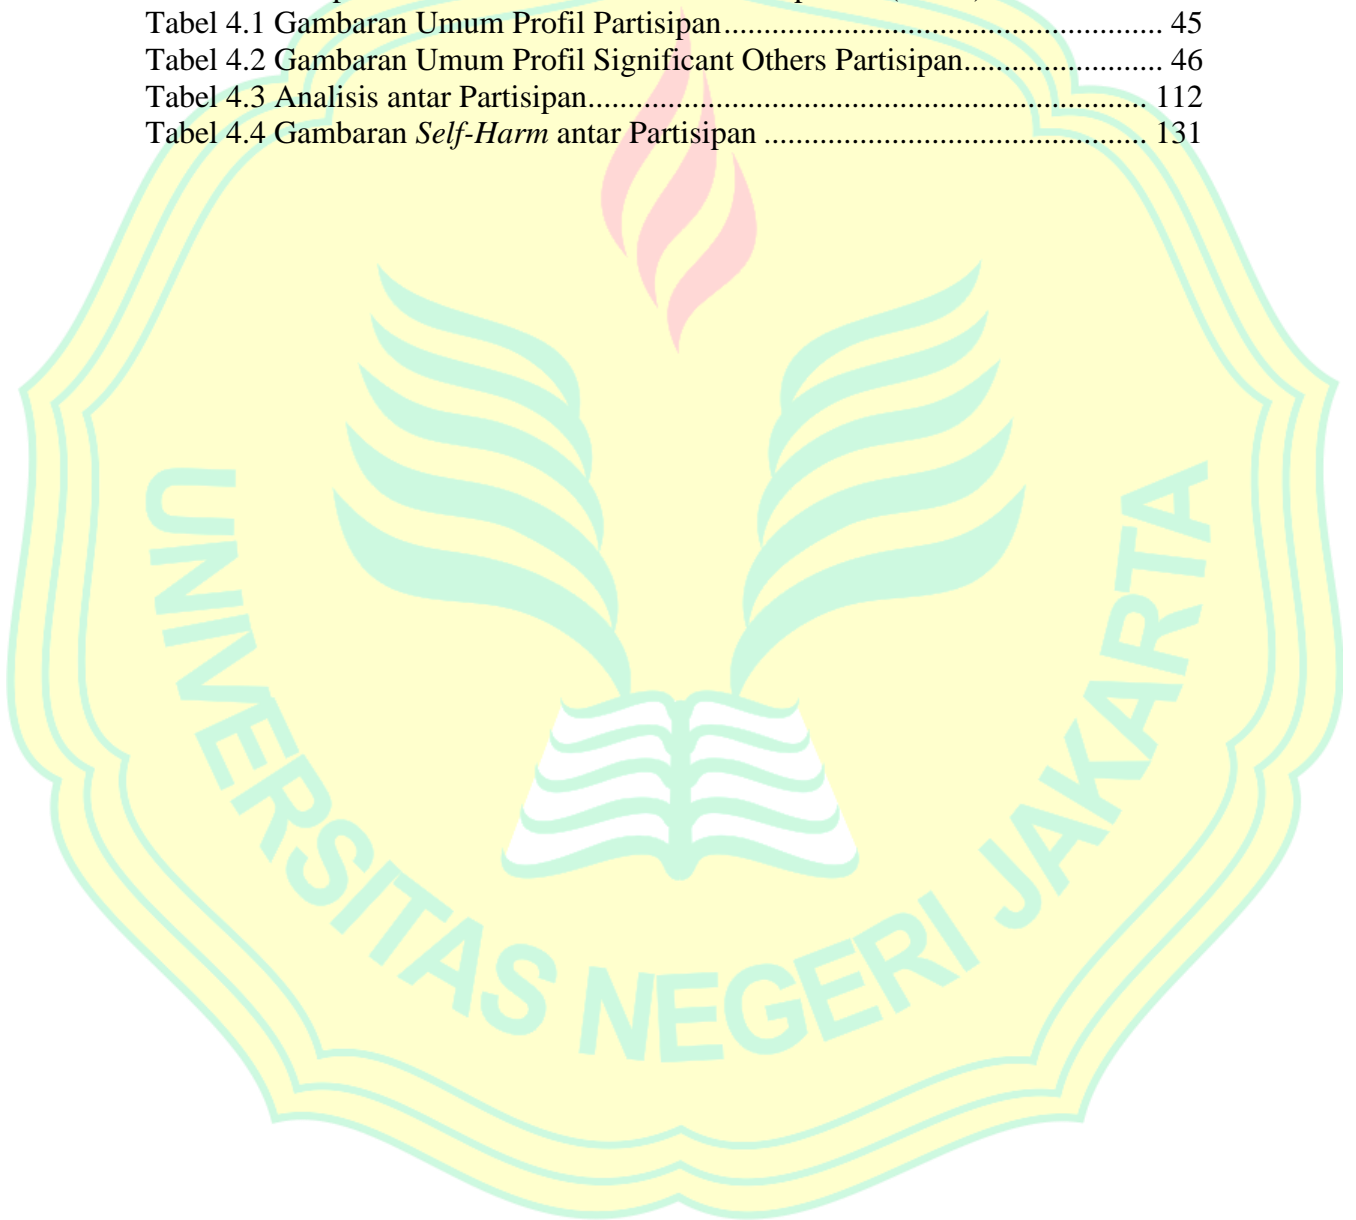 Tabel 4.1 Gambaran Umum Profil Partisipan....................................................... 45
Tabel 4.2 Gambaran Umum Profil Significant Others Partisipan......................... 46
Tabel 4.3 Analisis antar Partisipan...................................................................... 112
Tabel 4.4 Gambaran Self-Harm antar Partisipan ................................................ 131
UNIVERSITAS NEGERI JAKARTA